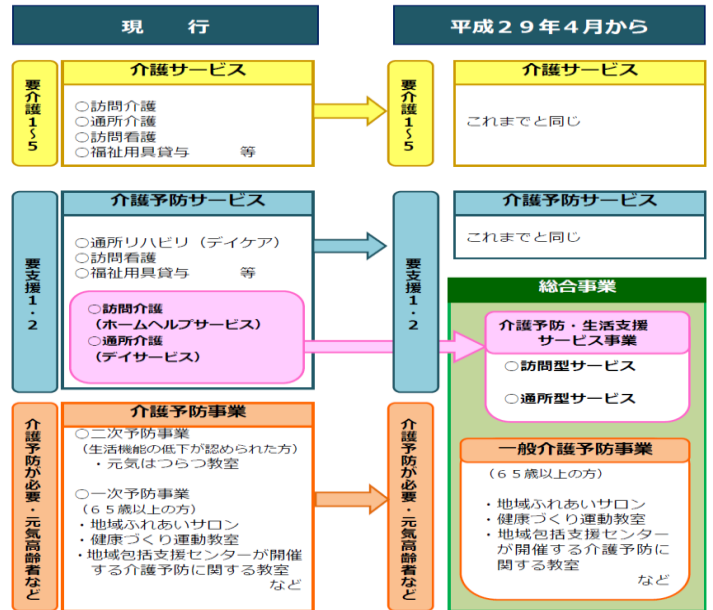 現　行
要介護1～5
介護サービス
○訪問介護
○通所介護
○訪問看護
○福祉用具貸与　　　等
要支援1・2
介護予防サービス
○通所リハビリ（デイケア）
○訪問看護
○福祉用具貸与　　　等
○訪問介護
（ホームヘルプサービス）
○通所介護
（デイサービス）
介護予防が必要・元気高齢者など
介護予防事業
○二次予防事業
（生活機能の低下が認められた方）
・元気はつらつ教室
○一次予防事業
（６５歳以上の方）
・地域ふれあいサロン
・健康づくり運動教室
・地域包括支援センターが開催
する介護予防に関する教室
など
平成２９年４月から
要介護1～5
介護サービス
これまでと同じ
要支援1・2
介護予防サービス
これまでと同じ
総合事業
介護予防・生活支援
サービス事業
○訪問型サービス
○通所型サービス
介護予防が必要・元気高齢者など
一般介護予防事業
（６５歳以上の方）
・地域ふれあいサロン
・健康づくり運動教室
・地域包括支援センター
が開催する介護予防に
関する教室
など